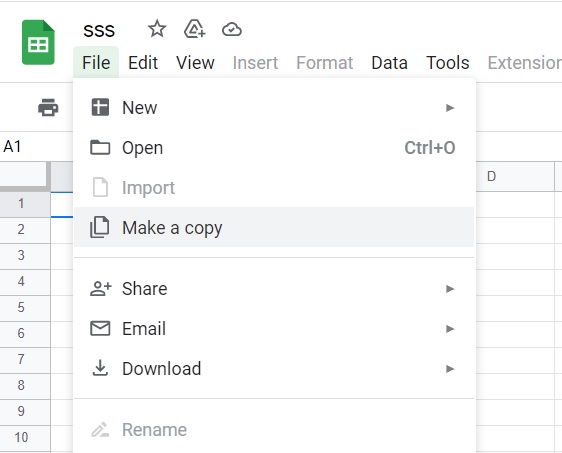 sss
File Edit View Insert Format Data Tools Extension
New
Open Ctrl+O
Import
Make a copy
Share
Email
Download
Rename
A1
D
1
2
3
4
5
6
7
8
9
10